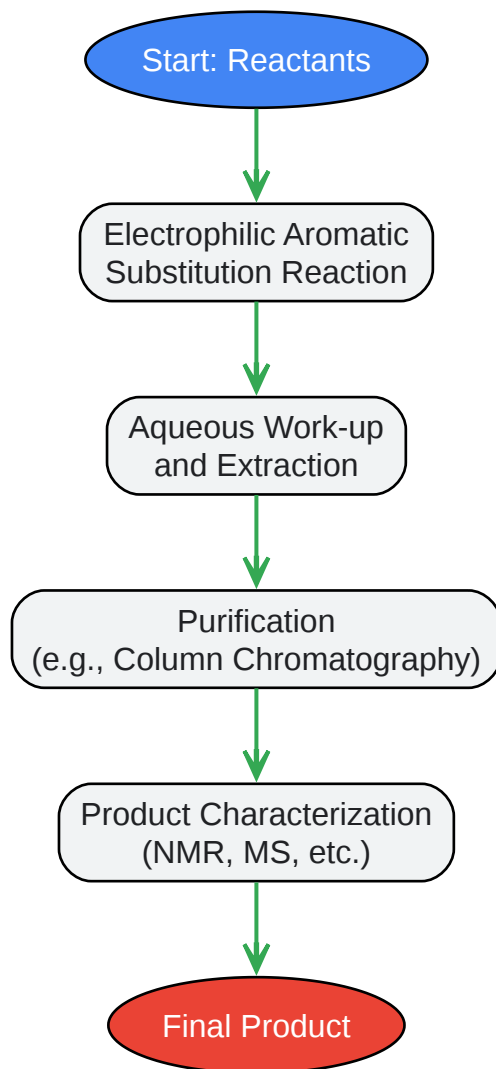 Start: Reactants
Electrophilic Aromatic
Substitution Reaction
Aqueous Work-up
and Extraction
Purification
(e.g., Column Chromatography)
Product Characterization
(NMR, MS, etc.)
Final Product